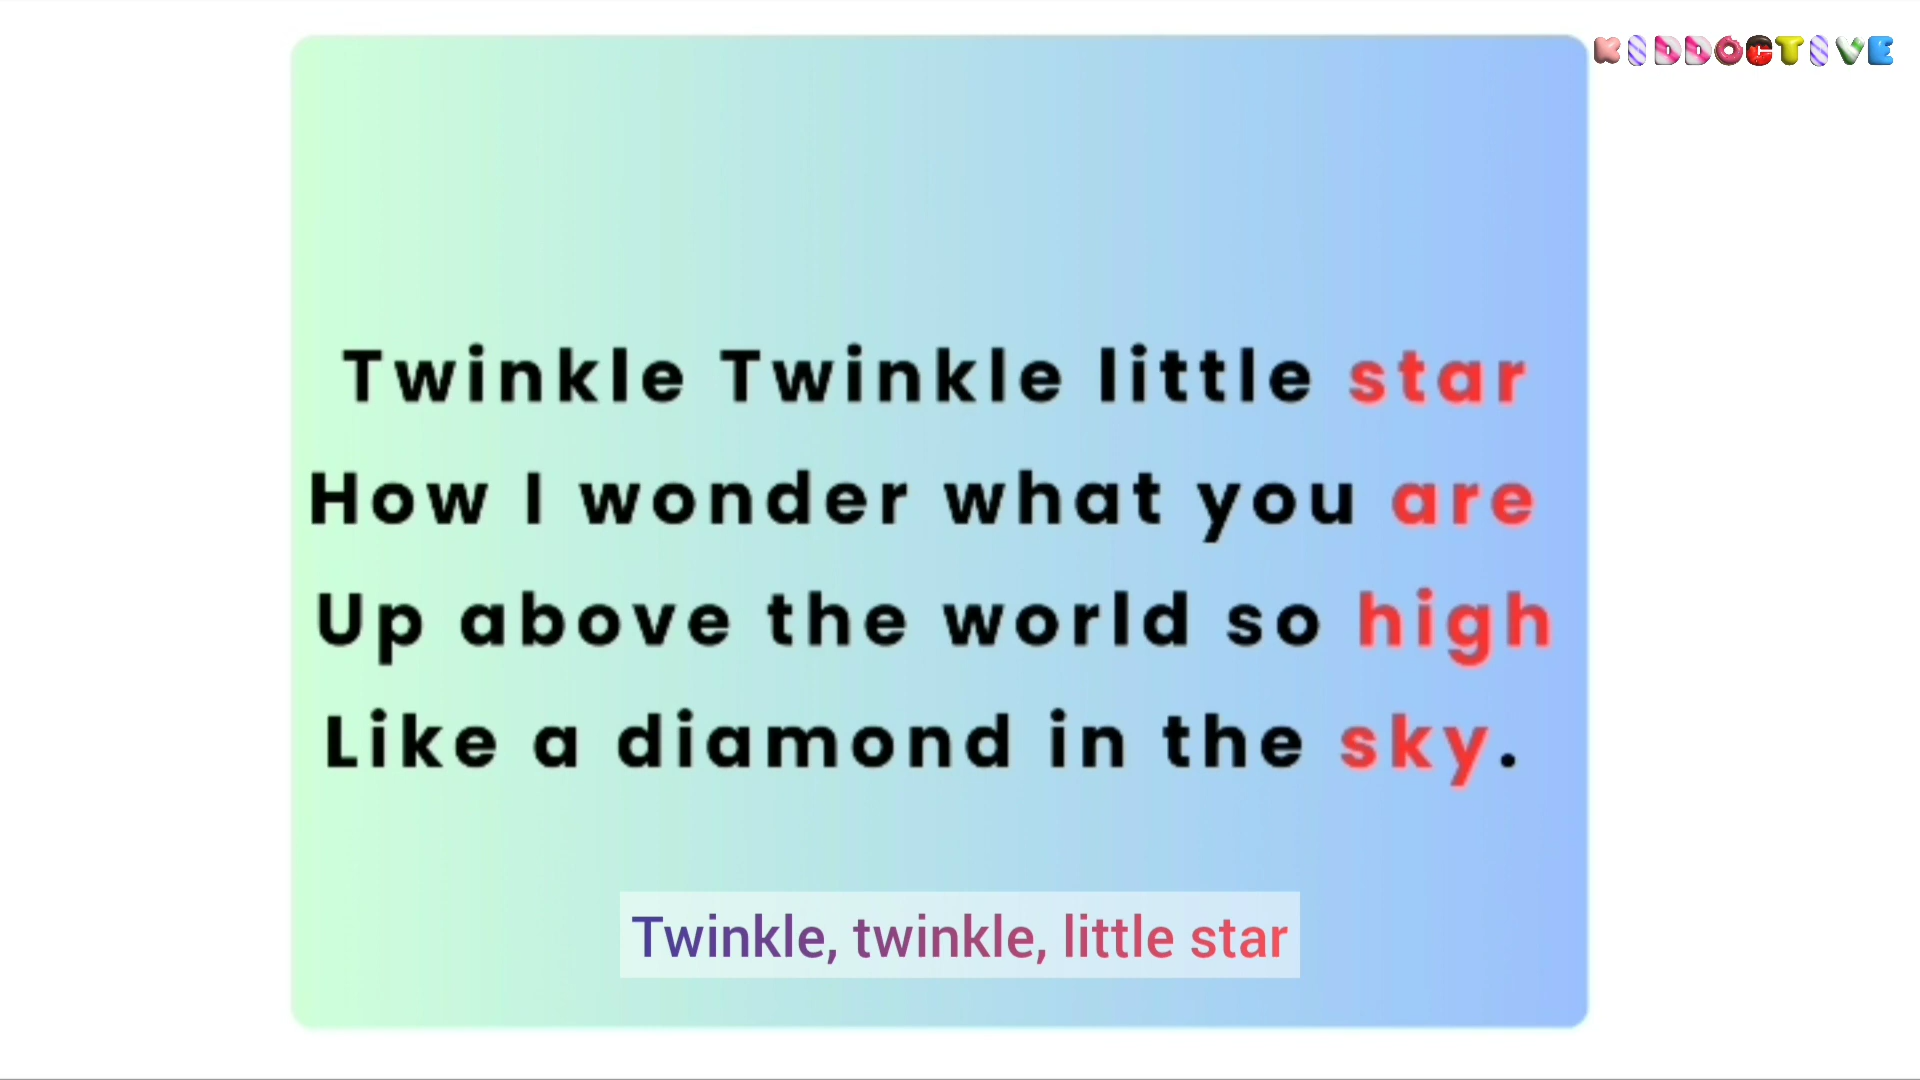 KIDDOCTIVE
Twinkle Twinkle little star
How I wonder what you are
Up above the world so high
Like a diamond in the sky.
Twinkle, twinkle, little star